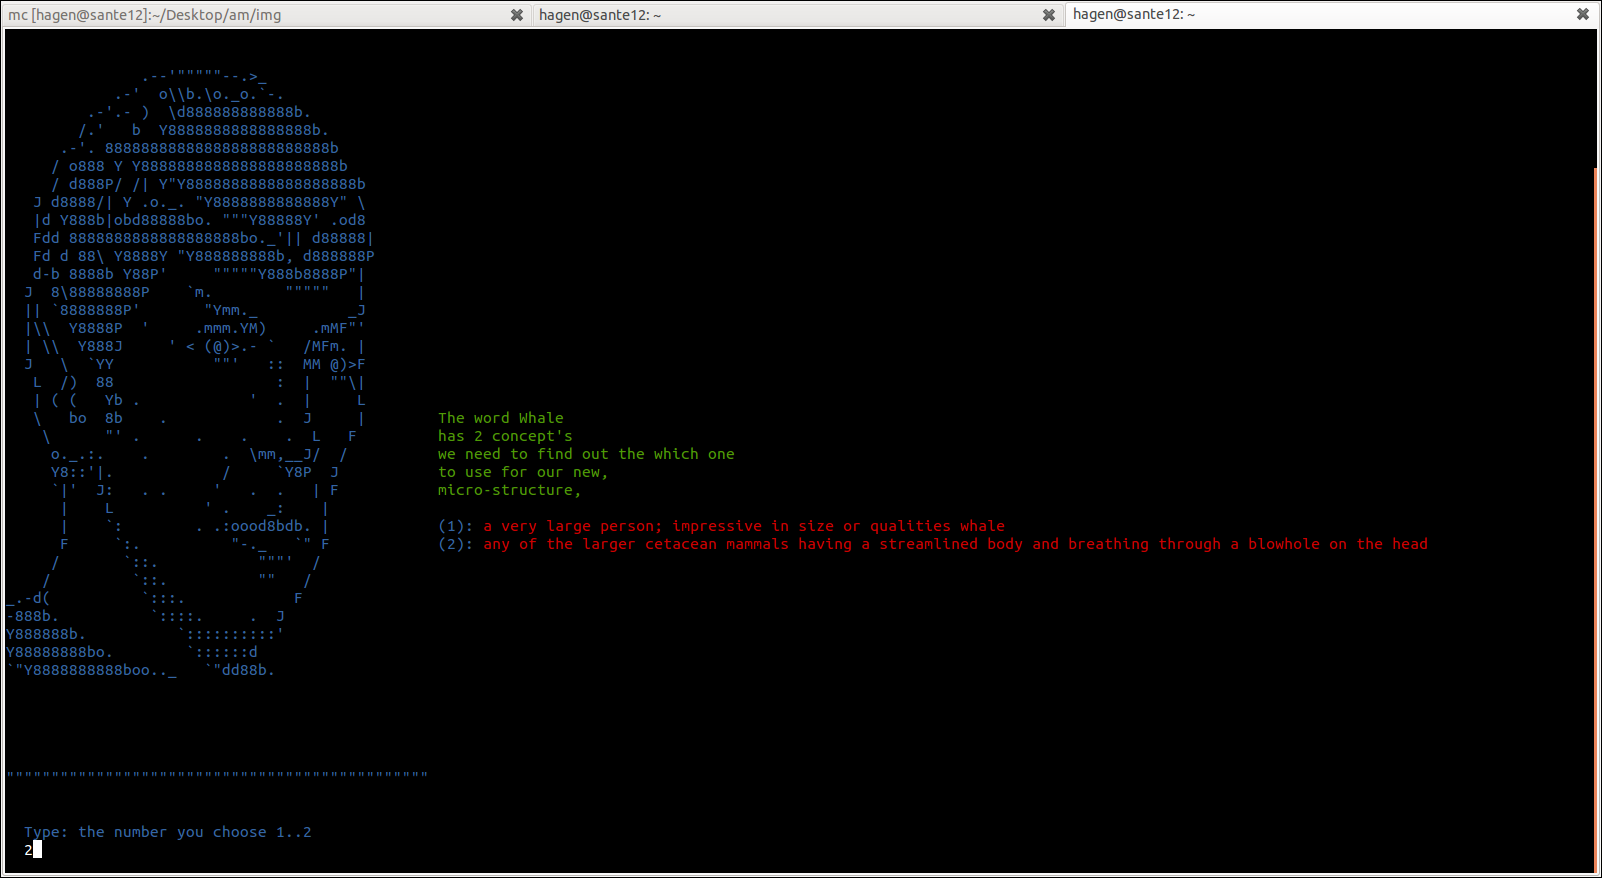 mc [hagen@sante12]:~/Desktop/am/img
hagen@sante12: ~
hagen@sante12: ~
The word Whale
has 2 concept's
we need to find out the which one
to use for our new,
micro-structure,
(1): a very large person; impressive in size or qualities whale
(2): any of the larger cetacean mammals having a streamlined body and breathing through a blowhole on the head
Type: the number you choose 1..2
2